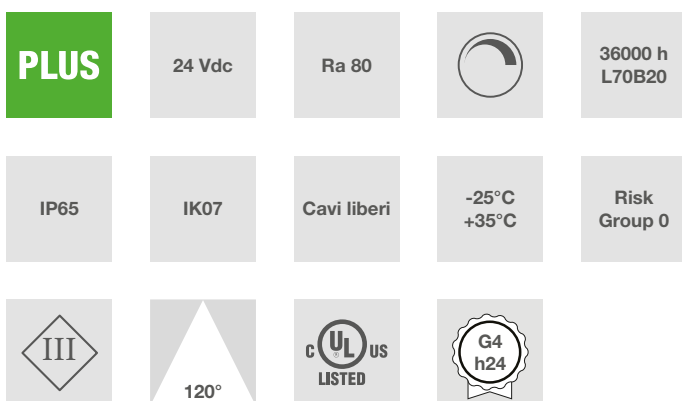 PLUS
24 Vdc
Ra 80
36000 h
L70B20
IP65
IK07
Cavi liberi
-25°C
+35°C
Risk
Group 0
III
120°
C UL US
®
LISTED
G4
h24